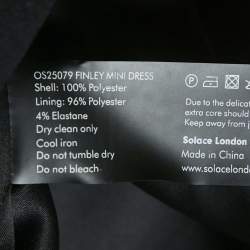 OS25079 FINLEY MINI DRESS
Shell: 100% Polyester
Lining: 96% Polyester
4% Elastane
Dry clean only
Cool iron
Do not tumble dry
Do not bleach
Due to the delicat
extra care should
Keep away from
Solace London
Made in China
www.solacelondon